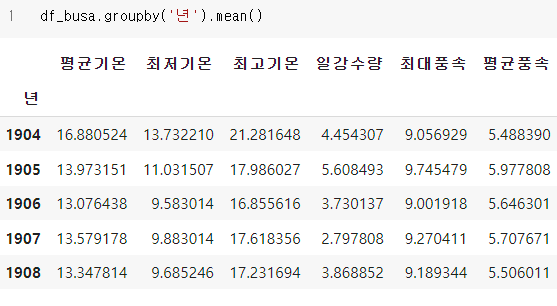 1 df_busa.groupby('년').mean()
평균기온 최저기온 최고기온 일강수량 최대풍속 평균풍속
년
1904 16.880524 13.732210 21.281648 4.454307 9.056929 5.488390
1905 13.973151 11.031507 17.986027 5.608493 9.745479 5.977808
1906 13.076438 9.583014 16.855616 3.730137 9.001918 5.646301
1907 13.579178 9.883014 17.618356 2.797808 9.270411 5.707671
1908 13.347814 9.685246 17.231694 3.868852 9.189344 5.506011